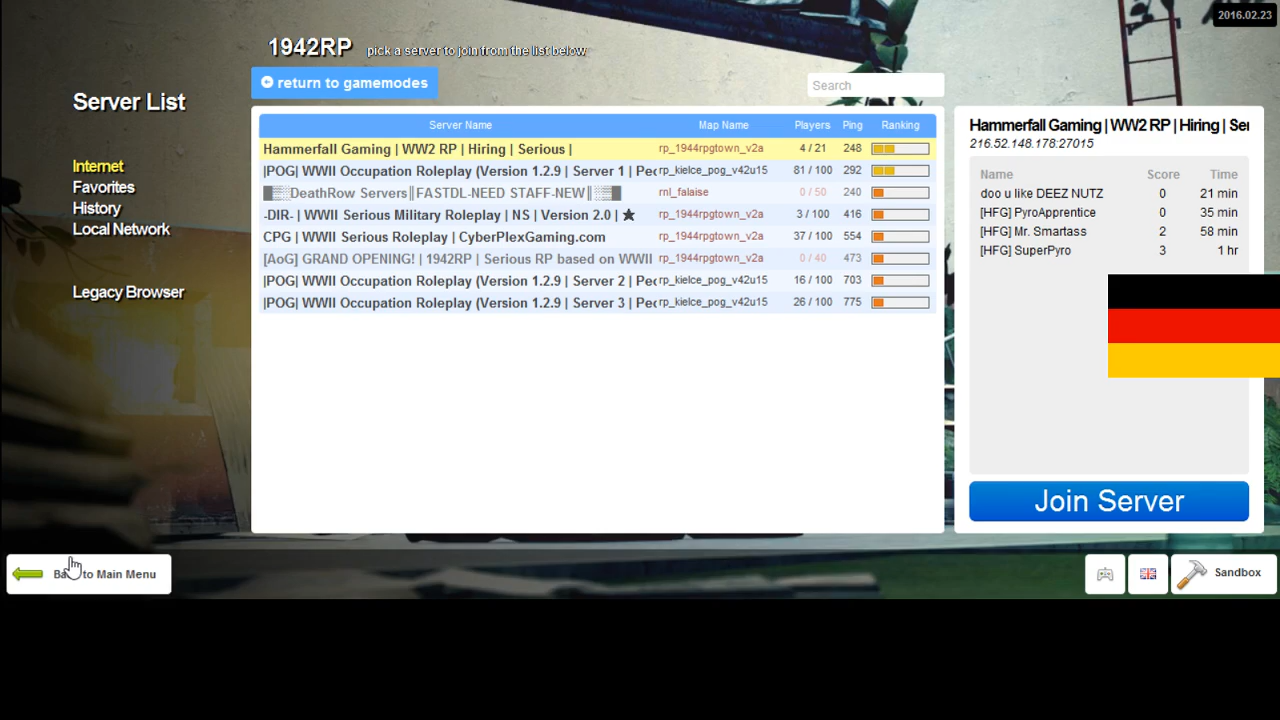 2016.02.23
1942RP pick a server to join from the list below
return to gamemodes
Search
Server List
Internet
Favorites
History
Local Network
Legacy Browser
Server Name Map Name Players Ping Ranking
Hammerfall Gaming | WW2 RP | Hiring | Serious | rp_1944rpgtown_v2a 4 / 21 248
|POG| WWII Occupation Roleplay (Version 1.2.9 | Server 1 | Pec rp_kielce_pog_v42u15 81 / 100 292
█▓▒░DeathRow Servers║FASTDL-NEED STAFF-NEW║░▒▓█ rnl_falaise 0 / 50 240
-DIR- | WWII Serious Military Roleplay | NS | Version 2.0 | ★ rp_1944rpgtown_v2a 3 / 100 416
CPG | WWII Serious Roleplay | CyberPlexGaming.com rp_1944rpgtown_v2a 37 / 100 554
[AoG] GRAND OPENING! | 1942RP | Serious RP based on WWII rp_1944rpgtown_v2a 0 / 40 473
|POG| WWII Occupation Roleplay (Version 1.2.9 | Server 2 | Pec rp_kielce_pog_v42u15 16 / 100 703
|POG| WWII Occupation Roleplay (Version 1.2.9 | Server 3 | Pec rp_kielce_pog_v42u15 26 / 100 775
Hammerfall Gaming | WW2 RP | Hiring | Ser
216.52.148.178:27015
Name Score Time
doo u like DEEZ NUTZ 0 21 min
[HFG] PyroApprentice 0 35 min
[HFG] Mr. Smartass 2 58 min
[HFG] SuperPyro 3 1 hr
Join Server
Back to Main Menu
Sandbox